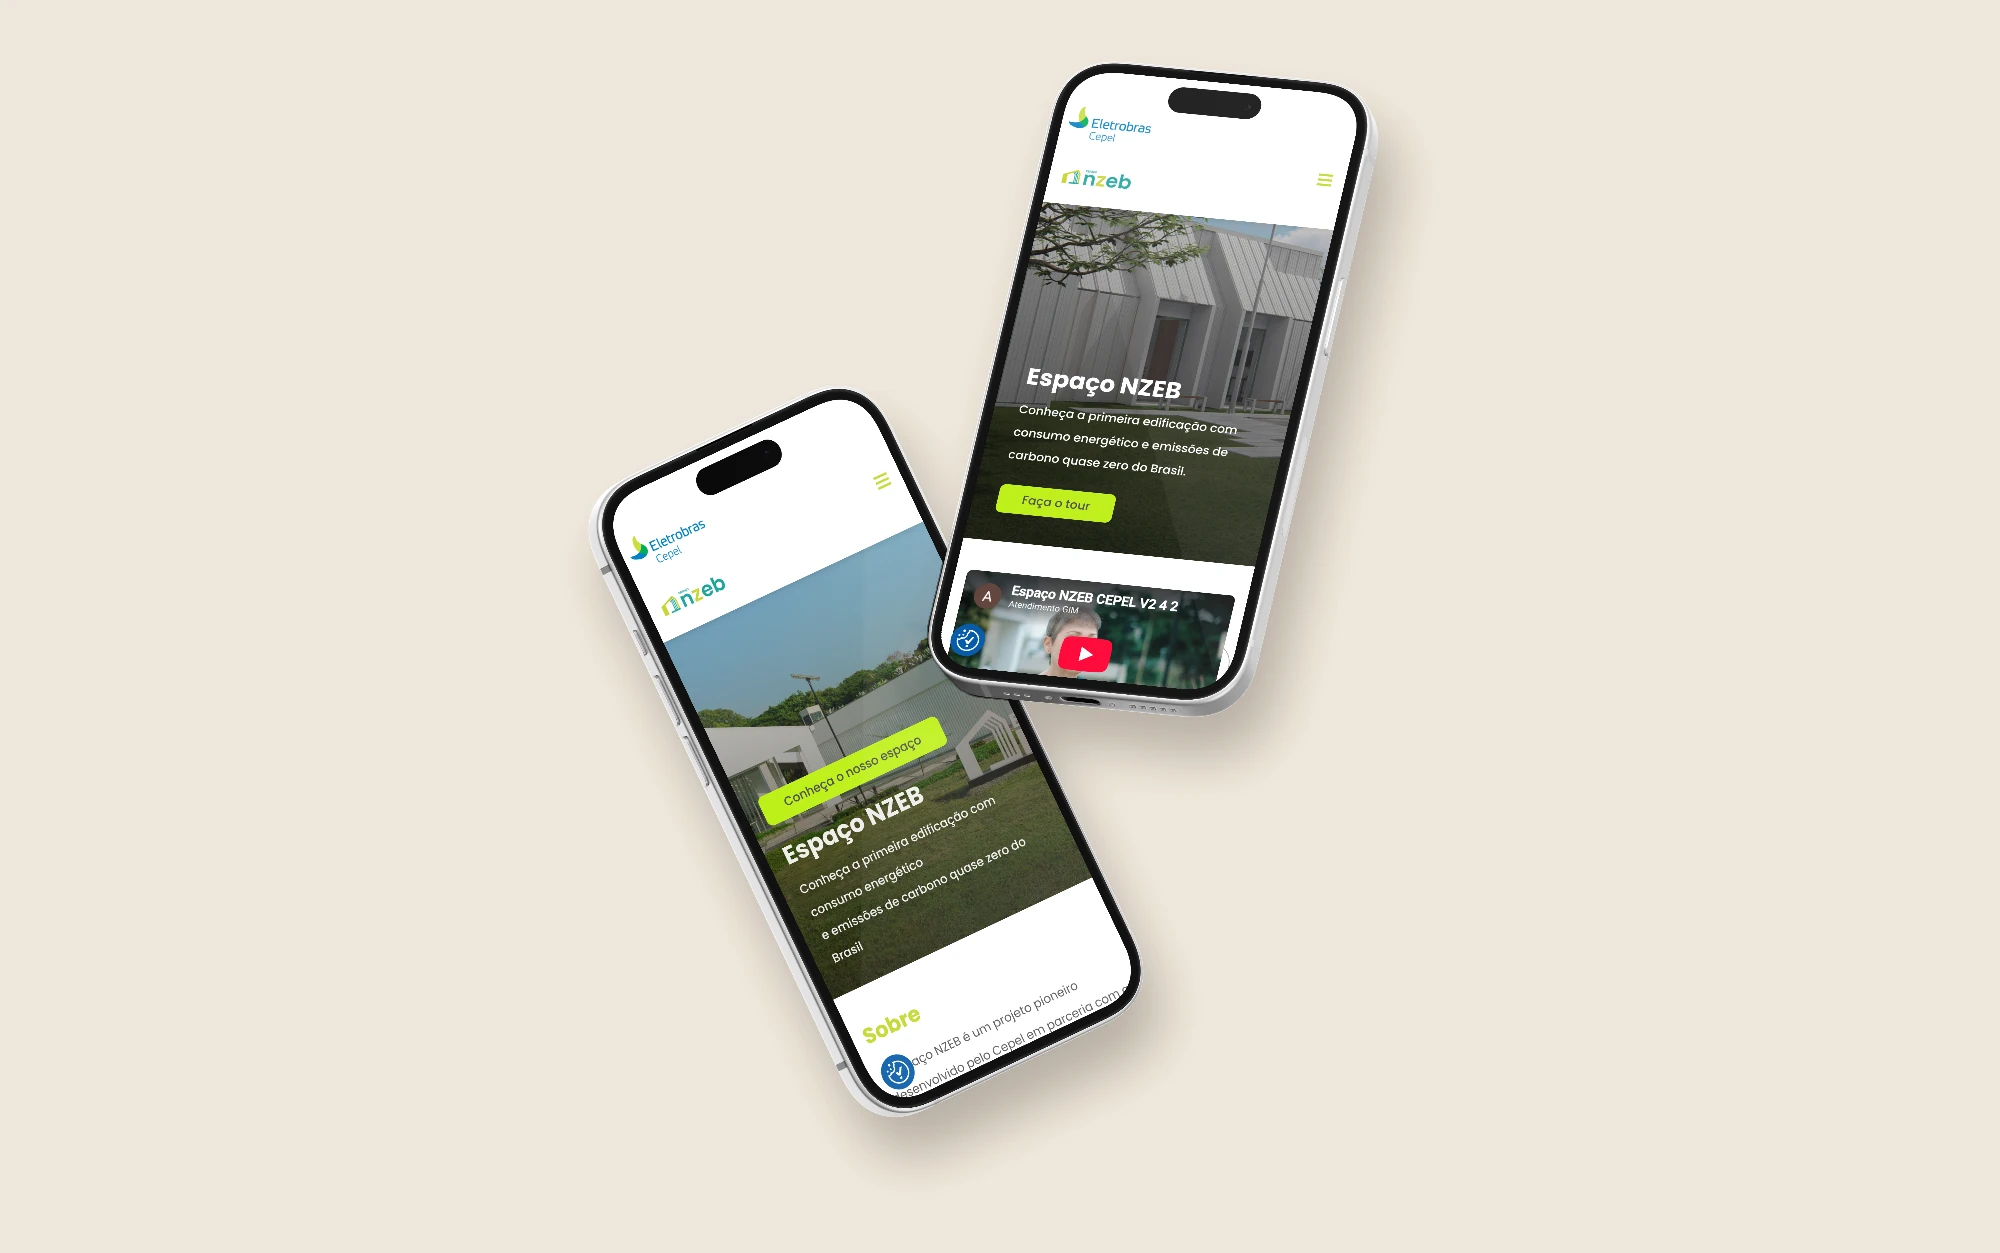 Eletrobras
Cepel
nzeb
Espaço NZEB
Conheça a primeira edificação com
consumo energético e emissões de
carbono quase zero do Brasil.
Faça o tour
A
Espaço NZEB CEPEL V2 4 2
Atendimento GIM
Eletrobras
Cepel
nzeb
Conheça o nosso espaço
Espaço NZEB
Conheça a primeira edificação com
consumo energético
e emissões de carbono quase zero do
Brasil
Sobre
NZEB é um projeto pioneiro
pelo Cepel em parceria com